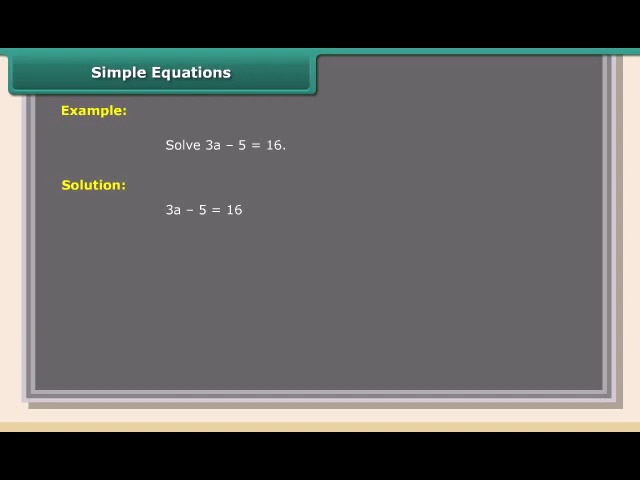 Simple Equations
Example:
Solve 3a – 5 = 16.
Solution:
3a – 5 = 16